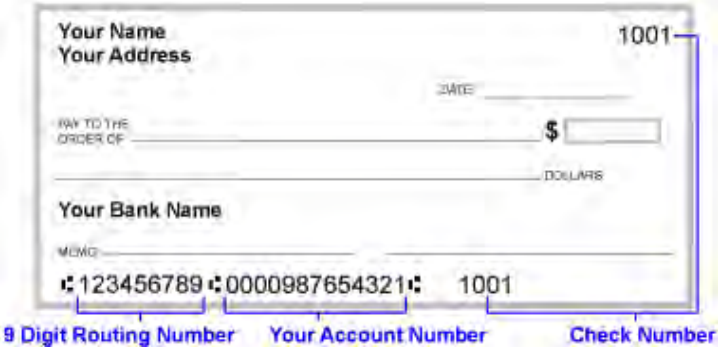 Your Name 1001
Your Address
DATE
PAY TO THE
ORDER OF $
DOLLARS
Your Bank Name
MEMO
⑆123456789⑆0000987654321⑆ 1001
9 Digit Routing Number Your Account Number Check Number